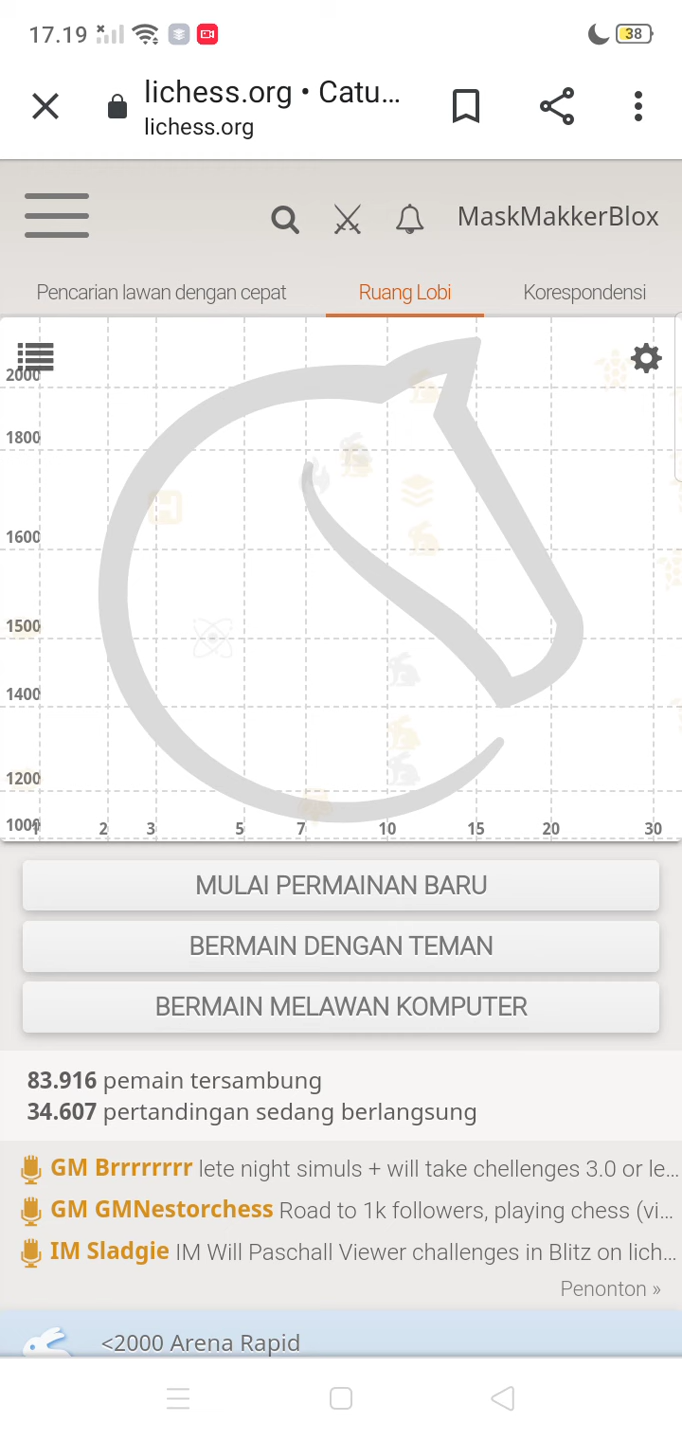 17.19
38
lichess.org • Catu...
lichess.org
MaskMakkerBlox
Pencarian lawan dengan cepat Ruang Lobi Korespondensi
2000
1800
1600
1500
1400
1200
1000
1 2 3 5 7 10 15 20 30
MULAI PERMAINAN BARU
BERMAIN DENGAN TEMAN
BERMAIN MELAWAN KOMPUTER
83.916 pemain tersambung
34.607 pertandingan sedang berlangsung
GM Brrrrrrrr lete night simuls + will take chellenges 3.0 or le...
GM GMNestorchess Road to 1k followers, playing chess (vi...
IM Sladgie IM Will Paschall Viewer challenges in Blitz on lich...
Penonton »
<2000 Arena Rapid